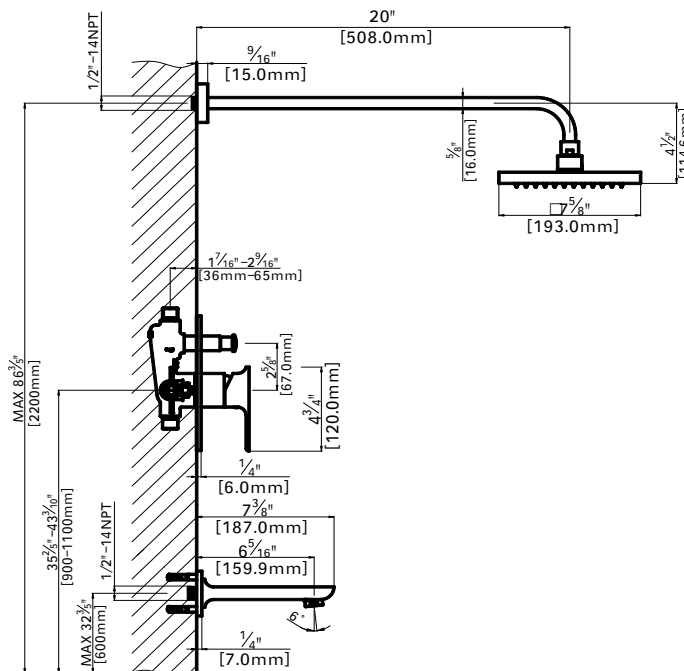 20"
[508.0mm]
9/16"
[15.0mm]
1/2"-14NPT
5/8"
[16.0mm]
4 1/2"
[114.6mm]
□7 5/8"
[193.0mm]
1 7/16"-2 9/16"
[36mm-65mm]
MAX 86 3/5"
[2200mm]
2 5/8"
[67.0mm]
4 3/4"
[120.0mm]
1/4"
[6.0mm]
7 3/8"
[187.0mm]
6 5/16"
[159.9mm]
35 2/5"-43 3/10"
[900-1100mm]
1/2"-14NPT
6°
MAX 32 3/5"
[600mm]
1/4"
[7.0mm]